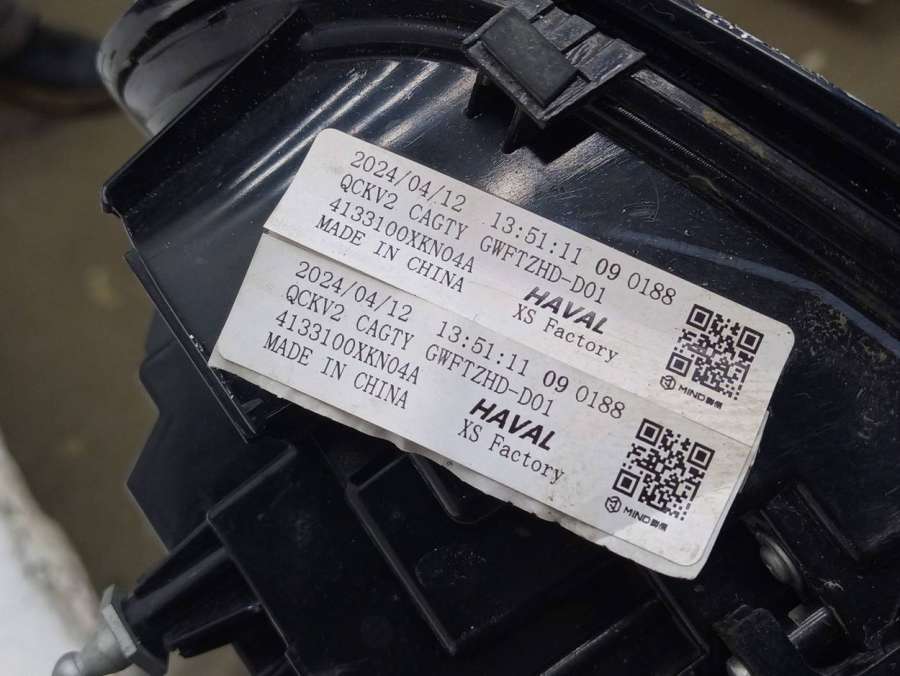 2024/04/12 13:51:11 09 0188
QCKV2 CAGTY GWFTZHD-D01
4133100XKN04A
MADE IN CHINA
HAVAL
XS Factory
MIND
2024/04/12 13:51:11 09 0188
QCKV2 CAGTY GWFTZHD-D01
4133100XKN04A
MADE IN CHINA
HAVAL
XS Factory
MIND